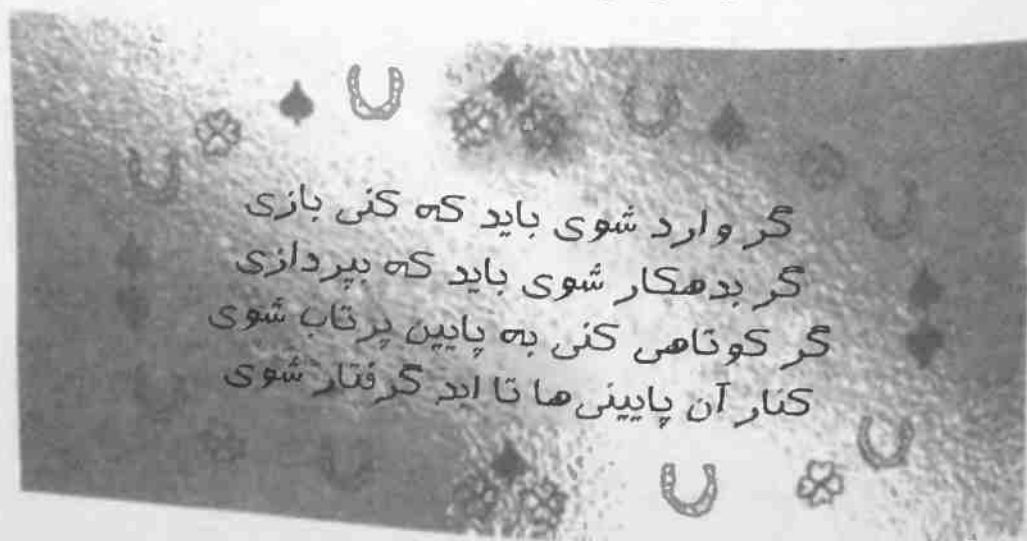 گر وارد شوی باید که کنی بازی
گر بدهکار شوی باید که بپردازی
گر کوتاهی کنی به پایین پرتاب شوی
کنار آن پایینی‌ها تا ابد گرفتار شوی